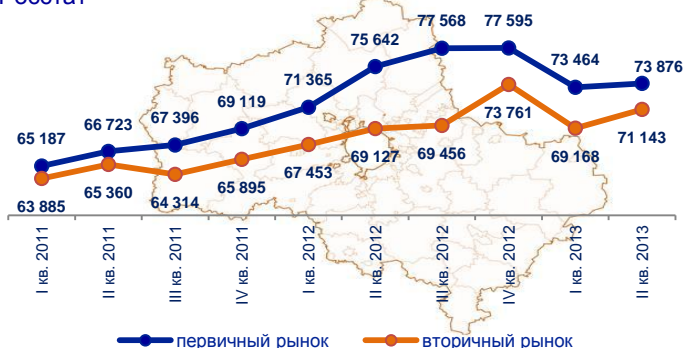 Росстат
77 568 77 595
75 642
73 464 73 876
71 365
69 119
67 396
66 723
65 187
73 761
71 143
69 127 69 456 69 168
67 453
65 895
65 360
64 314
63 885
I кв. 2011
II кв. 2011
III кв. 2011
IV кв. 2011
I кв. 2012
II кв. 2012
III кв. 2012
IV кв. 2012
I кв. 2013
II кв. 2013
первичный рынок вторичный рынок